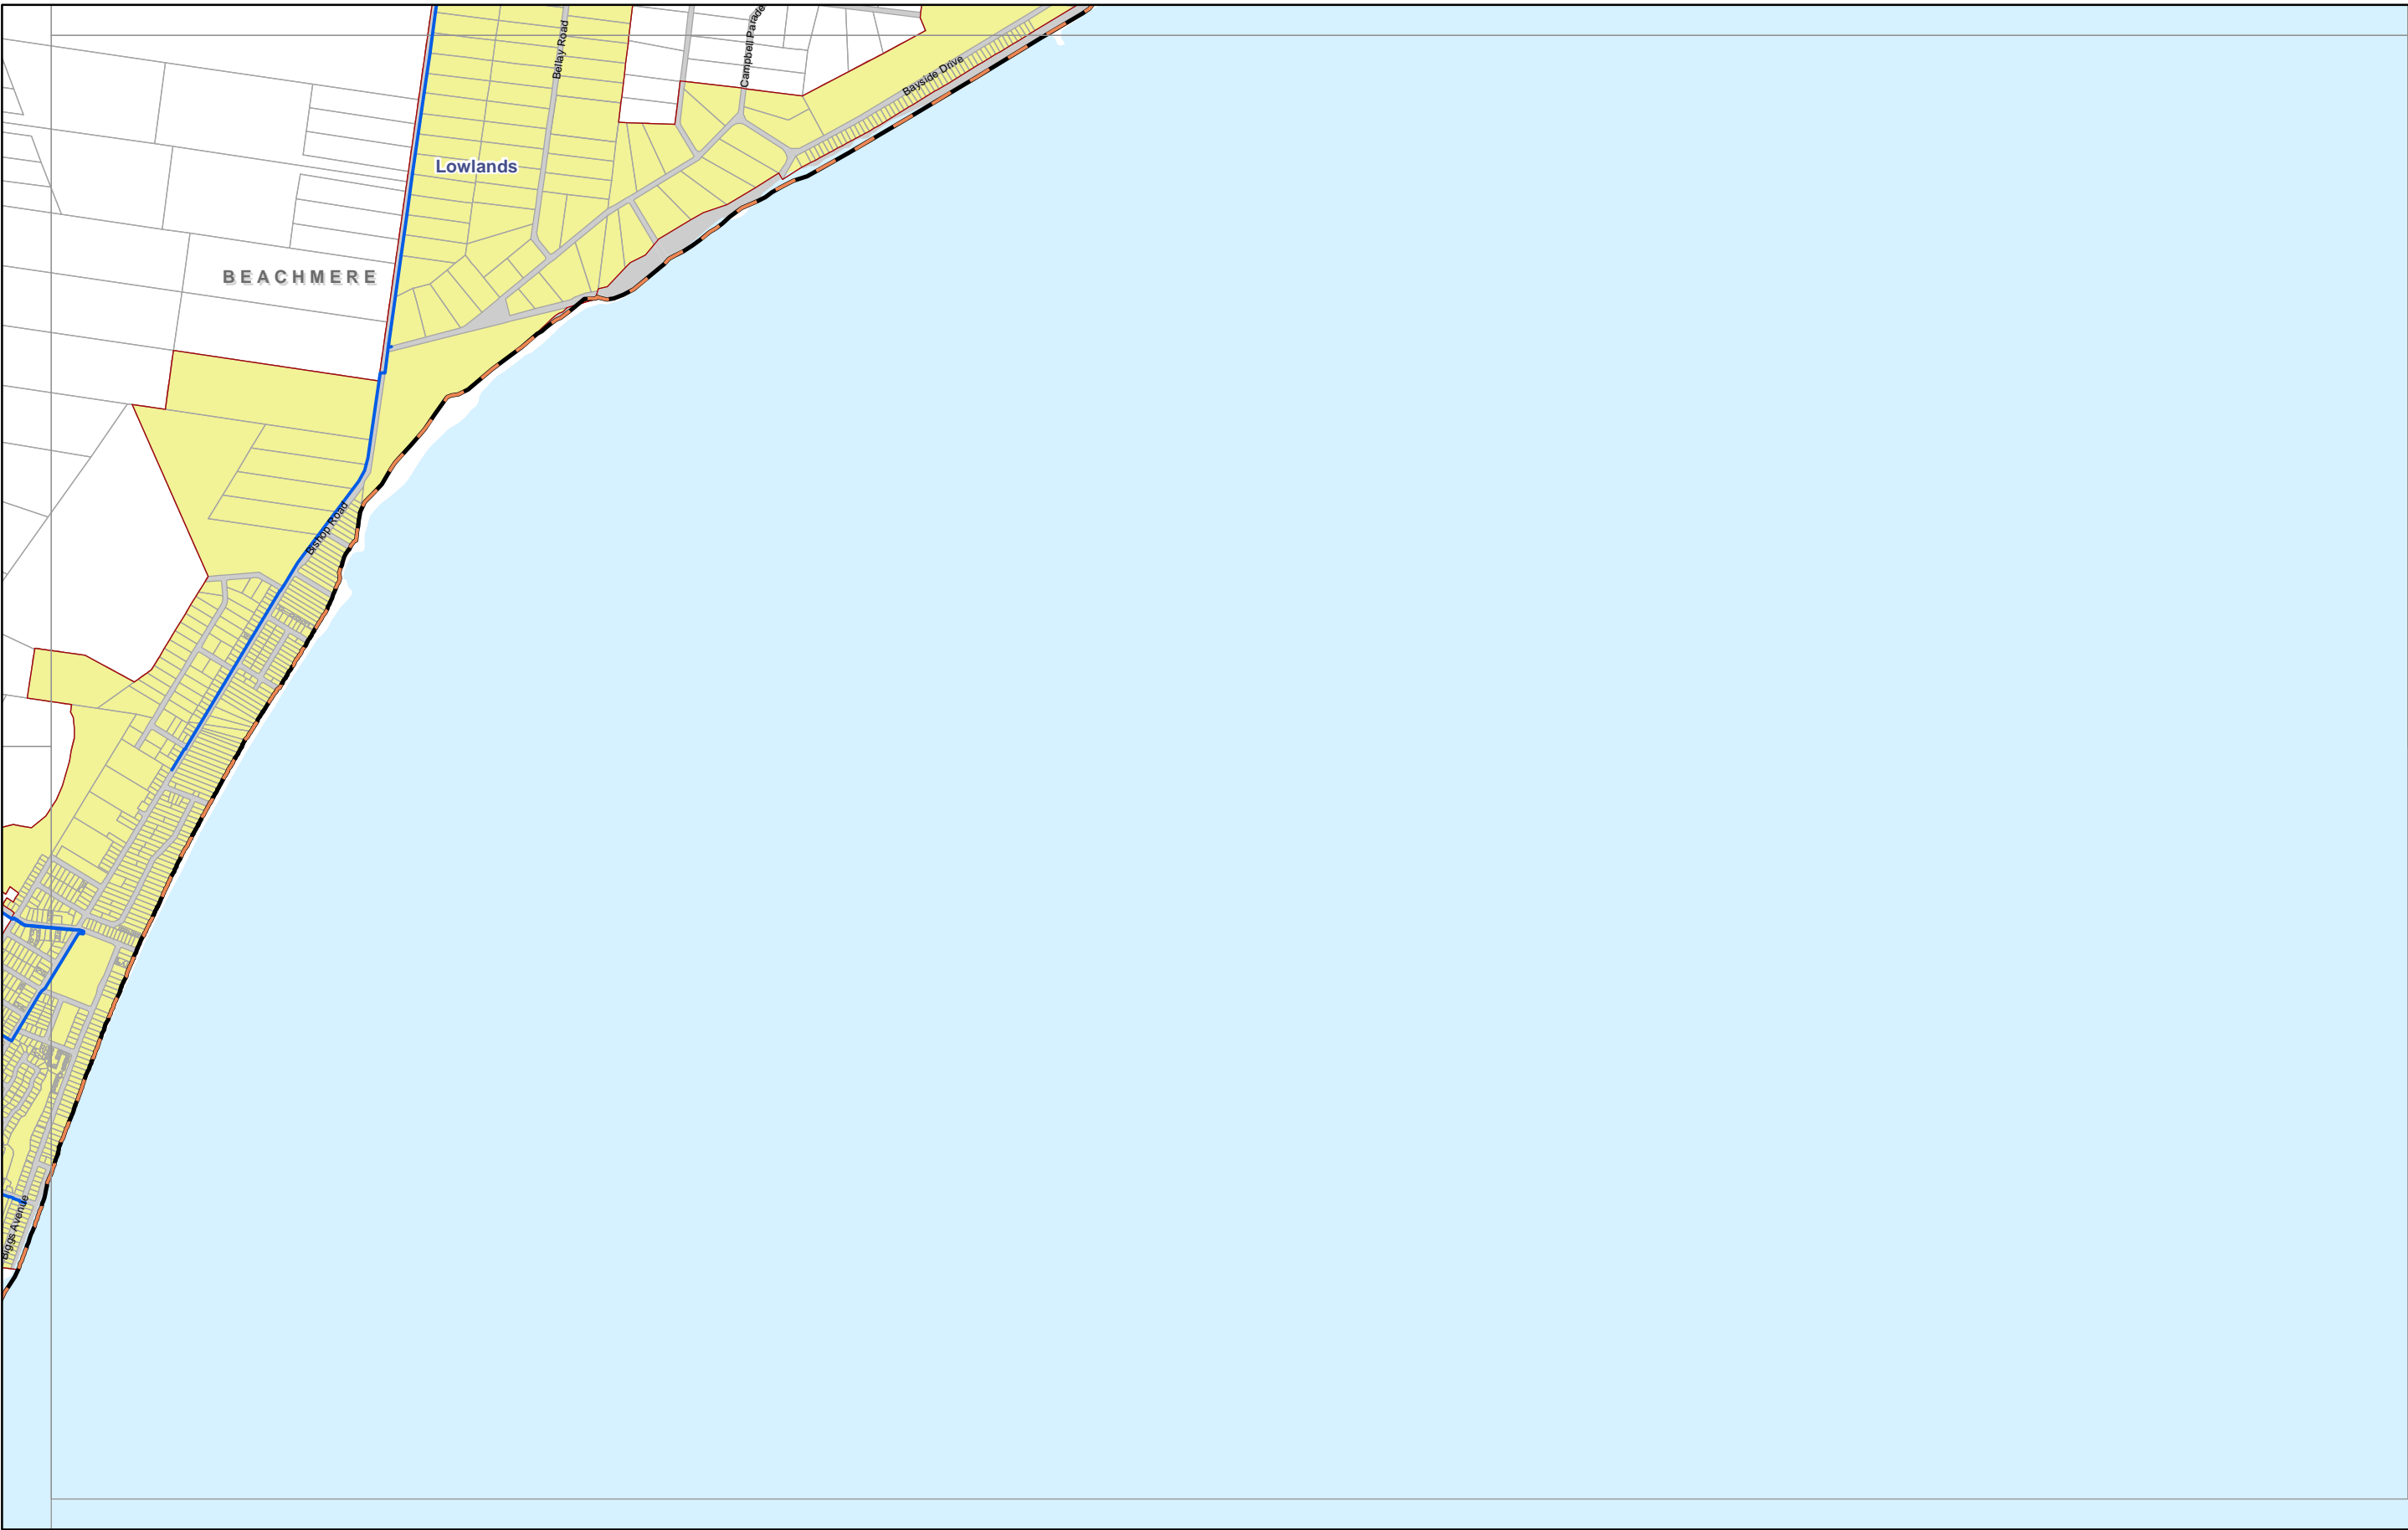 Bellay Road
Campbell Parade
Bayside Drive
Lowlands
BEACHMERE
Bishop Road
Biggs Avenue